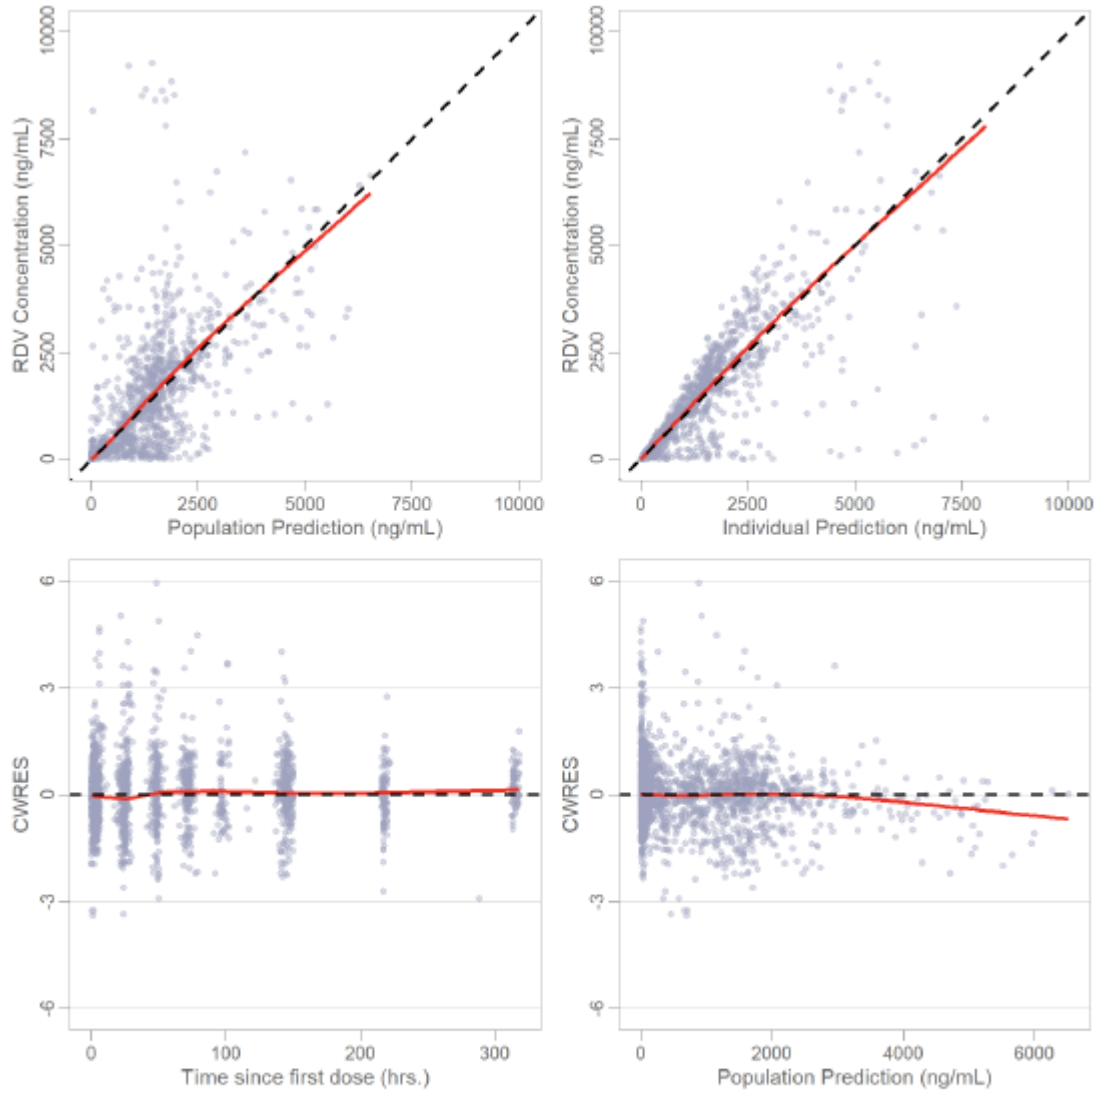 10000
7500
5000
2500
0
RDV Concentration (ng/mL)
0 2500 5000 7500 10000
Population Prediction (ng/mL)
10000
7500
5000
2500
0
RDV Concentration (ng/mL)
0 2500 5000 7500 10000
Individual Prediction (ng/mL)
6
3
0
-3
-6
CWRES
0 100 200 300
Time since first dose (hrs.)
6
3
0
-3
-6
CWRES
0 2000 4000 6000
Population Prediction (ng/mL)